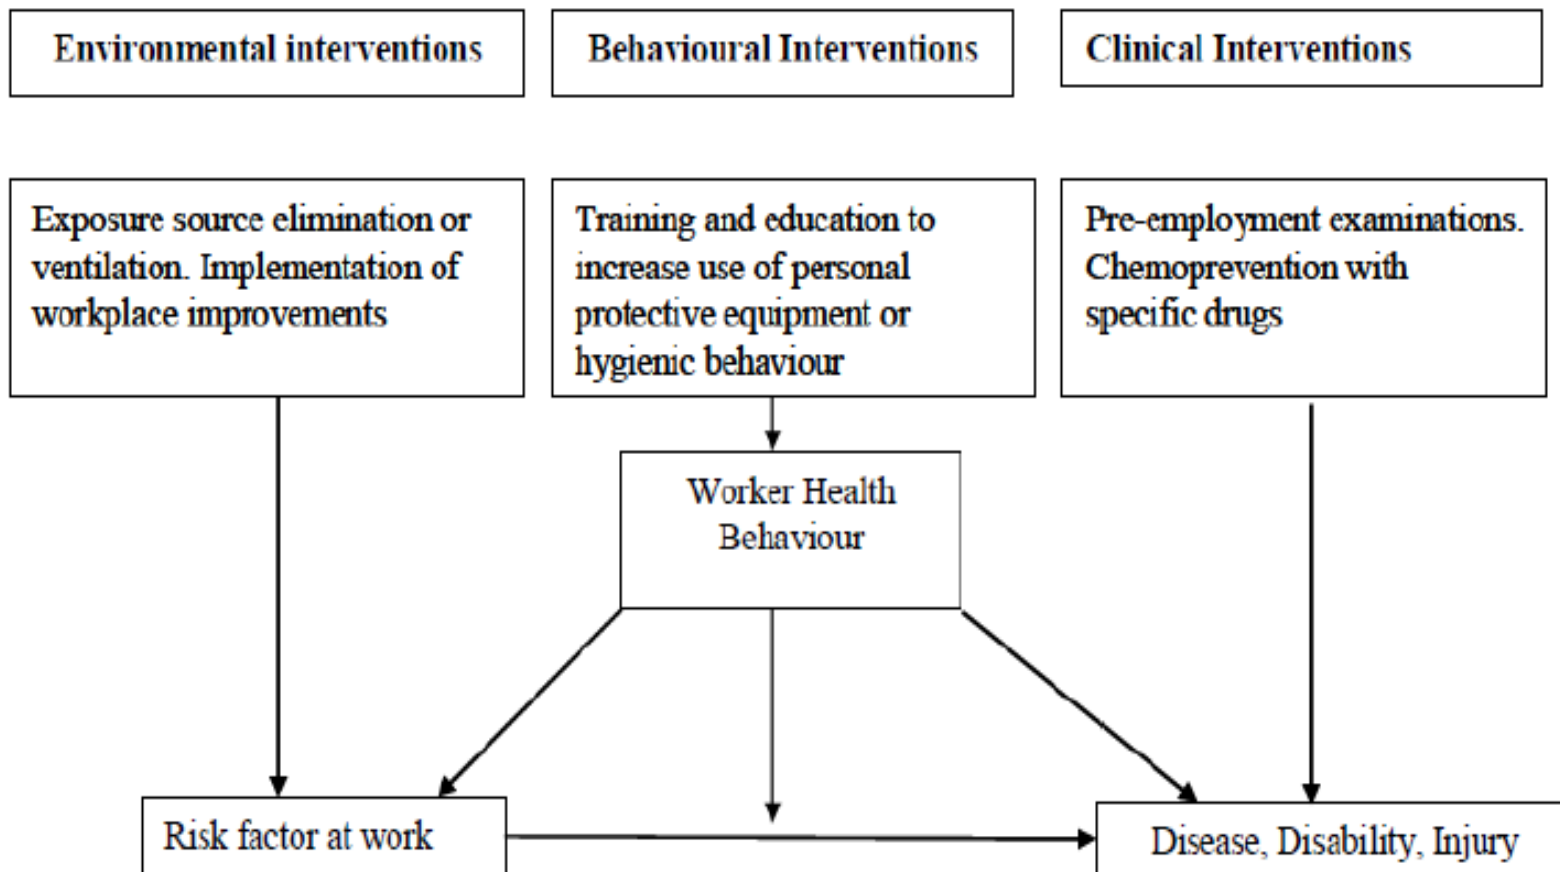 Environmental interventions
Behavioural Interventions
Clinical Interventions
Exposure source elimination or
ventilation. Implementation of
workplace improvements
Training and education to
increase use of personal
protective equipment or
hygienic behaviour
Pre-employment examinations.
Chemoprevention with
specific drugs
Worker Health
Behaviour
Risk factor at work
Disease, Disability, Injury